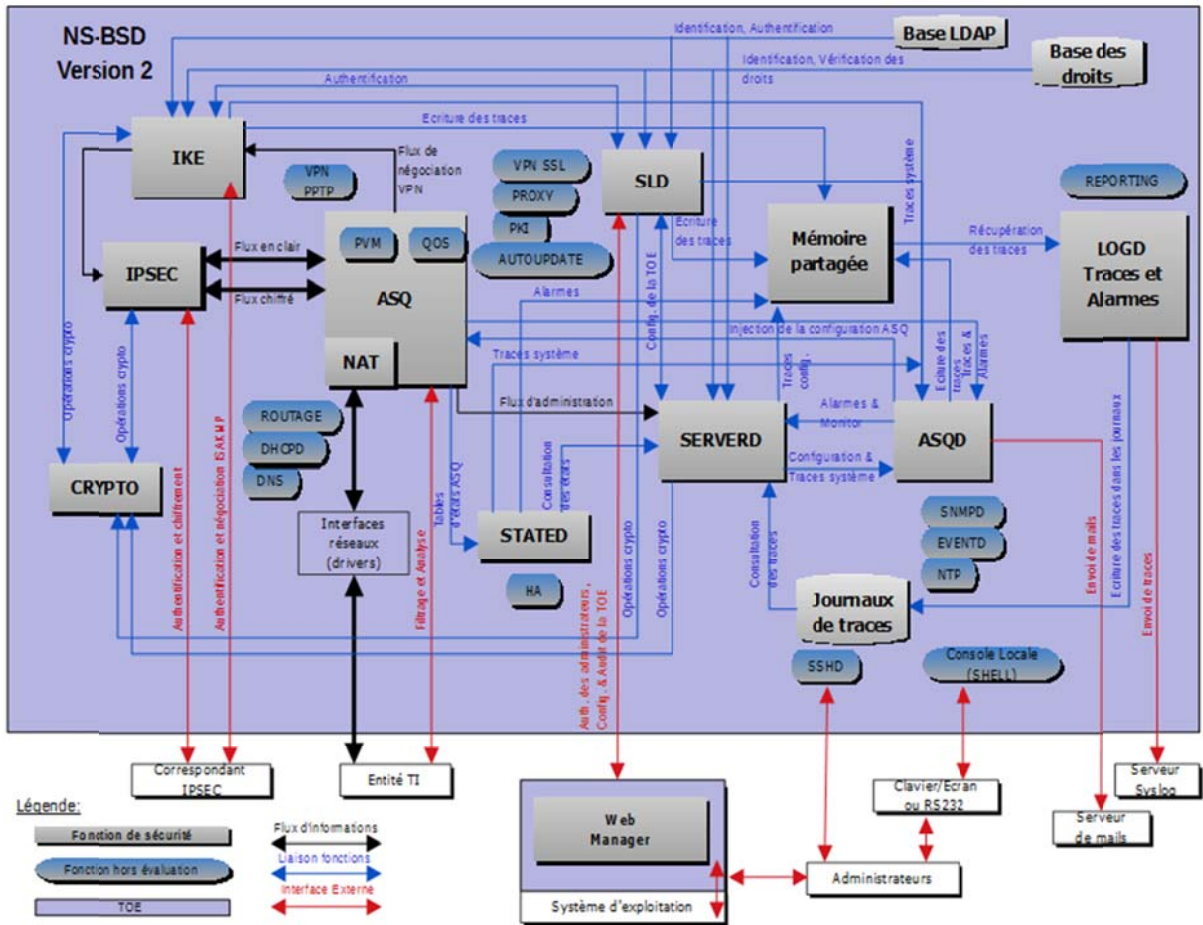 NS-BSD
Version 2
Identification, Authentification
Base LDAP
Identification, Vérification des
droits
Base des
droits
Authentification
Ecriture des traces
IKE
Flux de
négociation
VPN
VPN
PPTP
VPN SSL
PROXY
PKI
AUTOUPDATE
SLD
Ecriture
des traces
Traces système
REPORTING
Mémoire
partagée
Récupération
des traces
LOGD
Traces et
Alarmes
IPSEC
Flux en clair
Flux chiffré
PVM
QOS
ASQ
NAT
Alarmes
Config. de la TOE
Injection de la configuration ASQ
Traces système
Traces
config.
Ecriture des
traces
Traces &
Alarmes
Opérations crypto
Opérations crypto
Flux d'administration
ROUTAGE
DHCPD
DNS
SERVERD
Alarmes &
Monitor
ASQD
Configuration &
Traces système
CRYPTO
Interfaces
réseaux
(drivers)
Tables
d'états ASQ
Consultation
des états
STATED
HA
Authentification et chiffrement
Authentification et négociation ISAKMP
Filtrage et Analyse
Auth. des administrateurs,
Config. & Audit de la TOE
Opérations crypto
Opérations crypto
Consultation
des traces
SNMPD
EVENTD
NTP
Journaux
de traces
Envoi de mails
Ecriture des traces dans les journaux
Envoi de traces
SSHD
Console Locale
(SHELL)
Correspondant
IPSEC
Entité TI
Web
Manager
Système d'exploitation
Clavier/Ecran
ou RS232
Administrateurs
Serveur
Syslog
Serveur
de mails
Légende:
Fonction de sécurité
Fonction hors évaluation
TOE
Flux d'informations
Liaison fonctions
Interface Externe